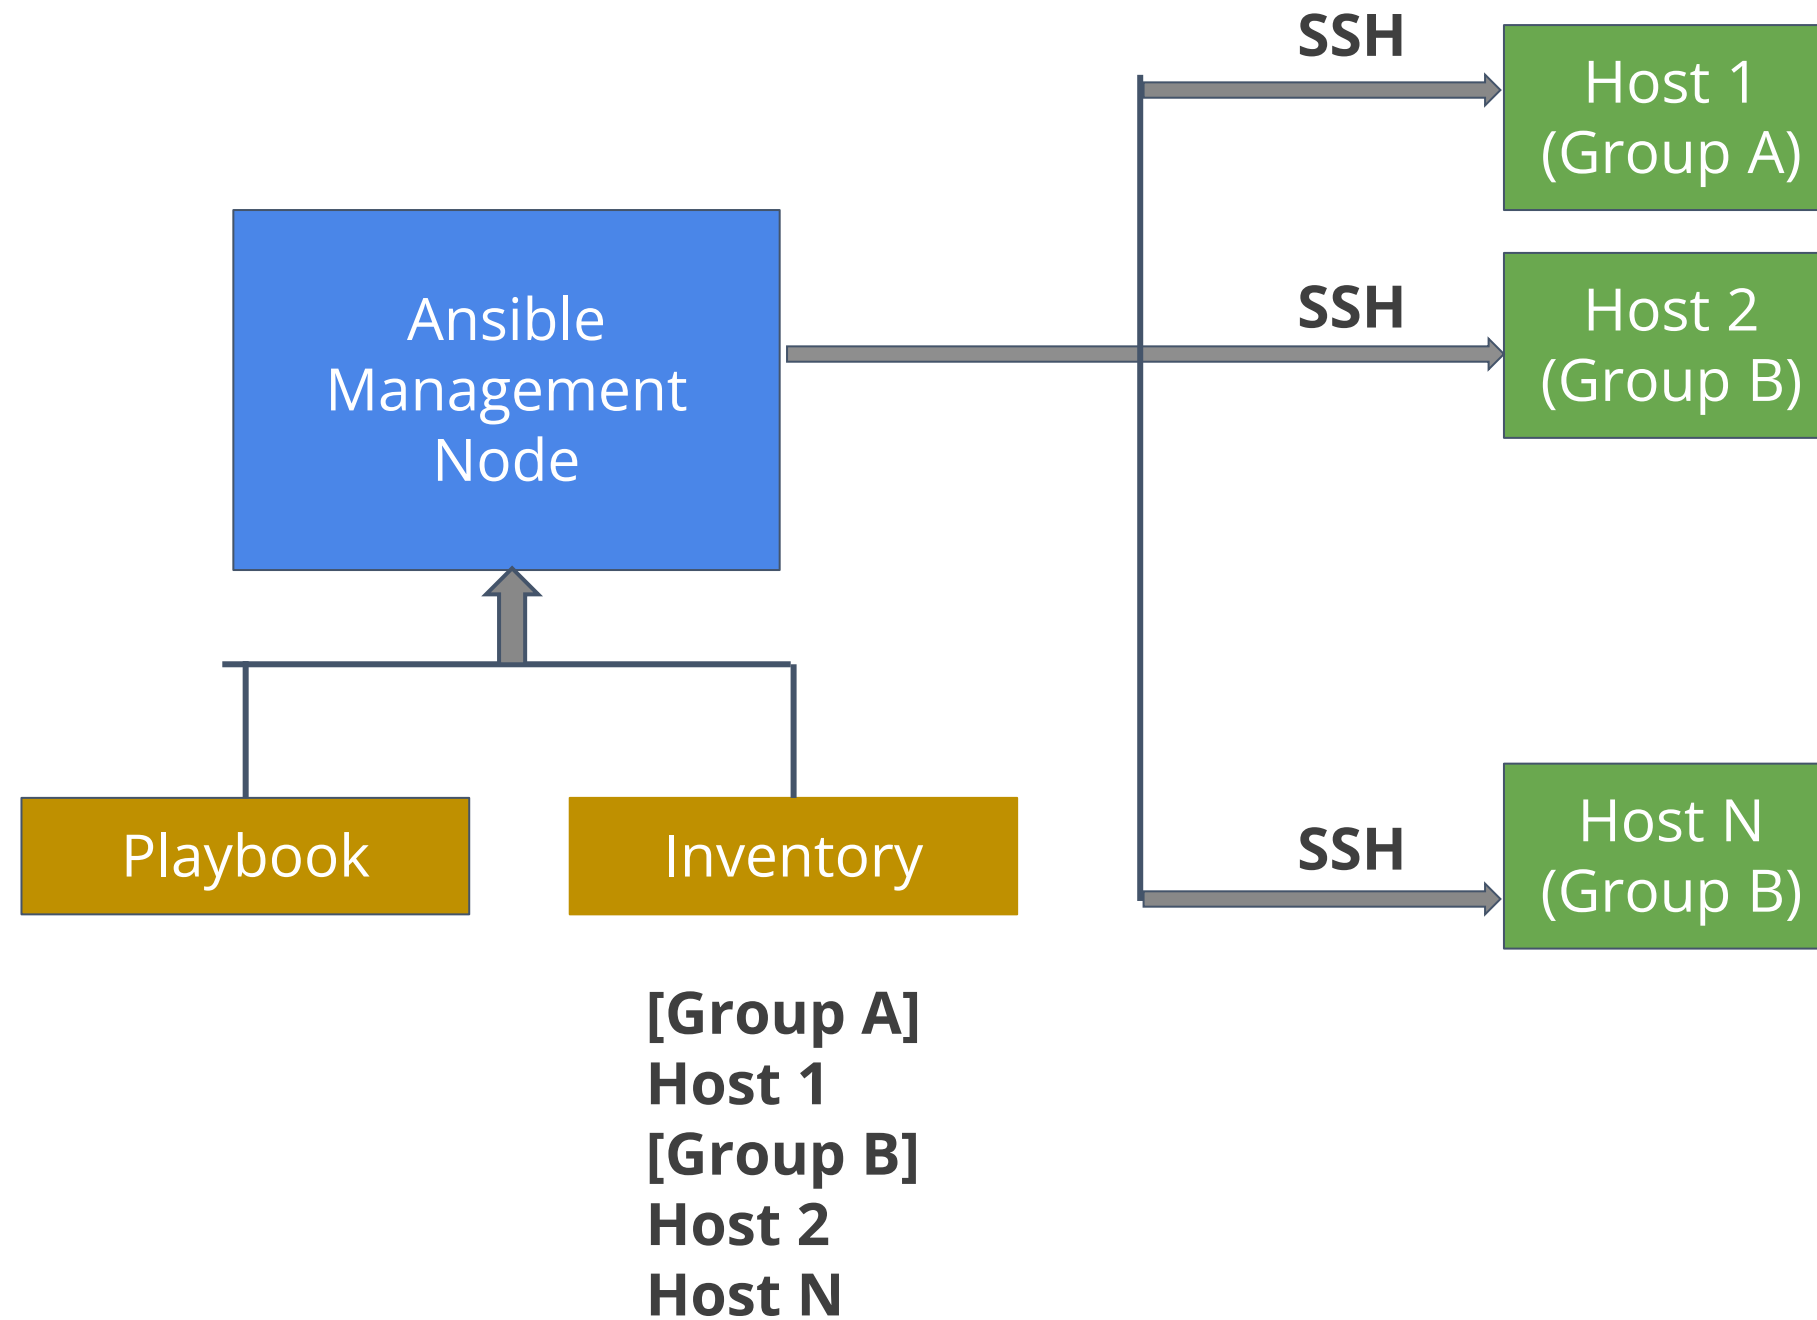 SSH
Host 1
(Group A)
Ansible
Management
Node
SSH
Host 2
(Group B)
Playbook
Inventory
SSH
Host N
(Group B)
[Group A]
Host 1
[Group B]
Host 2
Host N